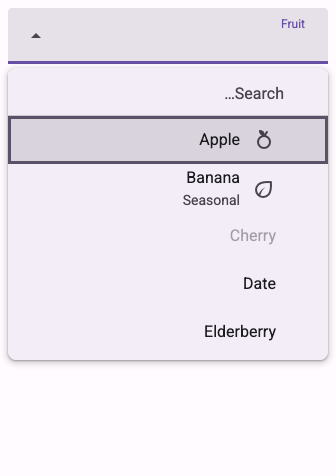 Fruit
Search...
Apple
Banana
Seasonal
Cherry
Date
Elderberry